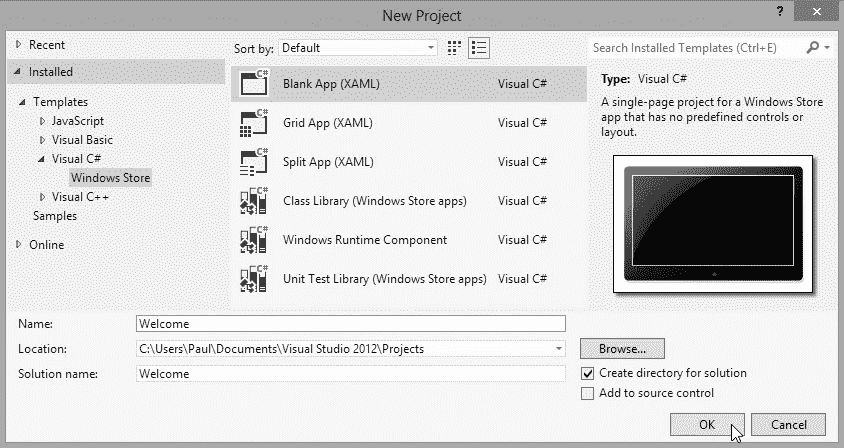 New Project
? x
Recent
Installed
Templates
JavaScript
Visual Basic
Visual C#
Windows Store
Visual C++
Samples
Online
Sort by: Default
C# Blank App (XAML) Visual C#
C# Grid App (XAML) Visual C#
C# Split App (XAML) Visual C#
C# Class Library (Windows Store apps) Visual C#
C# Windows Runtime Component Visual C#
C# Unit Test Library (Windows Store apps) Visual C#
Search Installed Templates (Ctrl+E)
Type: Visual C#
A single-page project for a Windows Store
app that has no predefined controls or
layout.
Name: Welcome
Location: C:\Users\Paul\Documents\Visual Studio 2012\Projects
Browse...
Solution name: Welcome
Create directory for solution
Add to source control
OK Cancel